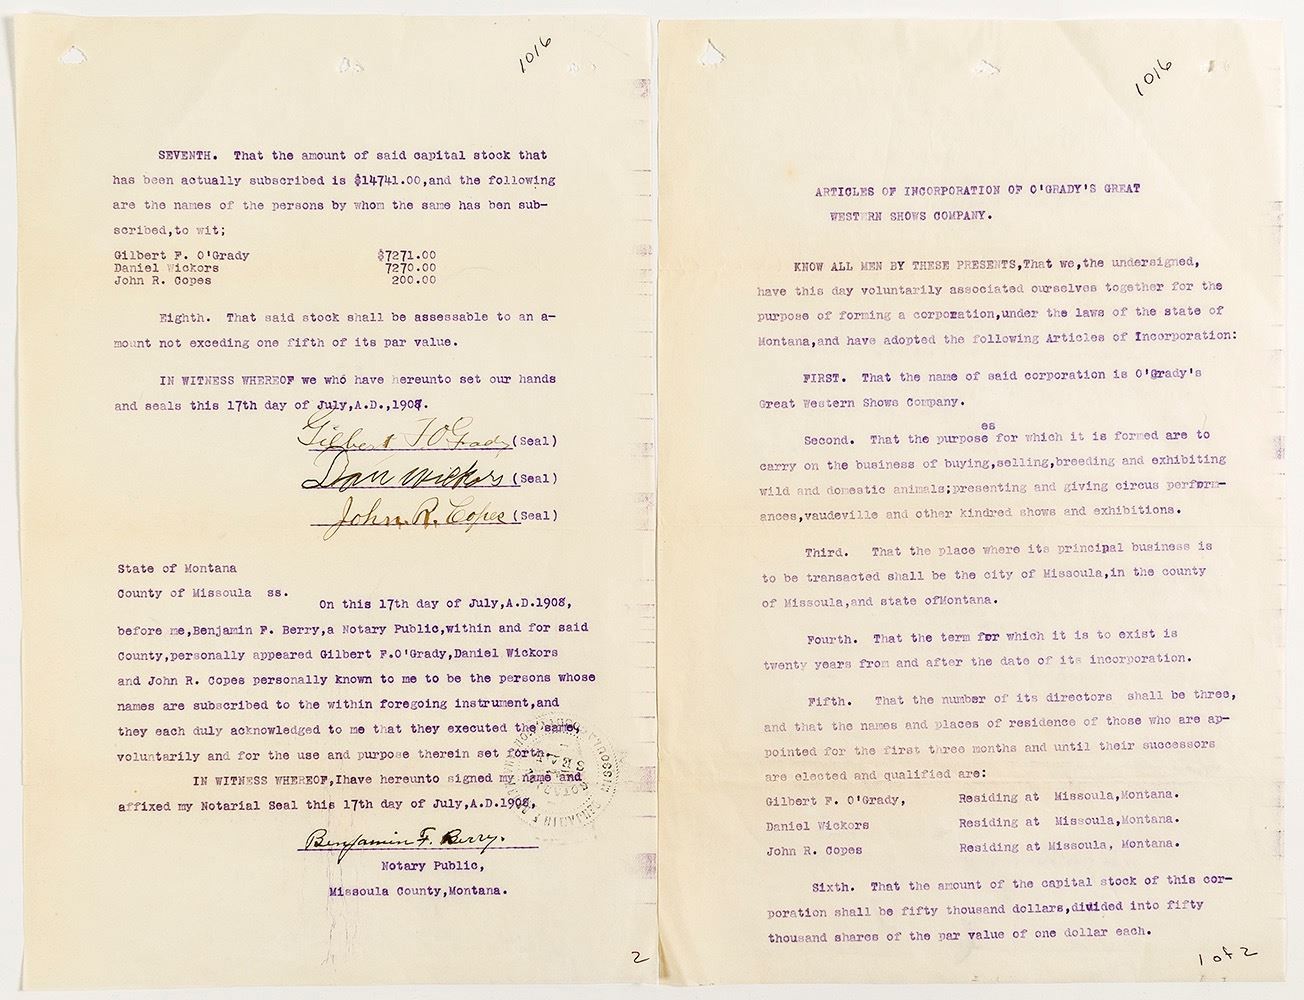 1016
SEVENTH. That the amount of said capital stock that
has been actually subscribed is $14741.00,and the following
are the names of the persons by whom the same has ben sub-
scribed,to wit;
Gilbert F. O'Grady $7271.00
Daniel Wickors 7270.00
John R. Copes 200.00
Eighth. That said stock shall be assessable to an a-
mount not exceding one fifth of its par value.
IN WITNESS WHEREOF we who have hereunto set our hands
and seals this 17th day of July,A.D.,1908.
Gilbert F O'Grady (Seal)
Dan Wickors (Seal)
John R. Copes (Seal)
State of Montana
County of Missoula ss.
On this 17th day of July,A.D.1908,
before me,Benjamin F. Berry,a Notary Public,within and for said
County,personally appeared Gilbert F.O'Grady,Daniel Wickors
and John R. Copes personally known to me to be the persons whose
names are subscribed to the within foregoing instrument,and
they each duly acknowledged to me that they executed the same,
voluntarily and for the use and purpose therein set forth.
IN WITNESS WHEREOF,Ihave hereunto signed my name and
affixed my Notarial Seal this 17th day of July,A.D.1908,
Benjamin F. Berry.
Notary Public,
Missoula County,Montana.
2
1016
ARTICLES OF INCORPORATION OF O'GRADY'S GREAT
WESTERN SHOWS COMPANY.
KNOW ALL MEN BY THESE PRESENTS,That we,the undersigned,
have this day voluntarily associated ourselves together for the
purpose of forming a corporation,under the laws of the state of
Montana,and have adopted the following Articles of Incorporation:
FIRST. That the name of said corporation is O'Grady's
Great Western Shows Company.
es
Second. That the purpose for which it is formed are to
carry on the business of buying,selling,breeding and exhibiting
wild and domestic animals;presenting and giving circus perform-
ances,vaudeville and other kindred shows and exhibitions.
Third. That the place where its principal business is
to be transacted shall be the city of Missoula,in the county
of Missoula,and state ofMontana.
Fourth. That the term for which it is to exist is
twenty years from and after the date of its incorporation.
Fifth. That the number of its directors shall be three,
and that the names and places of residence of those who are ap-
pointed for the first three months and until their successors
are elected and qualified are:
Gilbert F. O'Grady, Residing at Missoula,Montana.
Daniel Wickors Residing at Missoula,Montana.
John R. Copes Residing at Missoula, Montana.
Sixth. That the amount of the capital stock of this cor-
poration shall be fifty thousand dollars,divided into fifty
thousand shares of the par value of one dollar each.
1 of 2